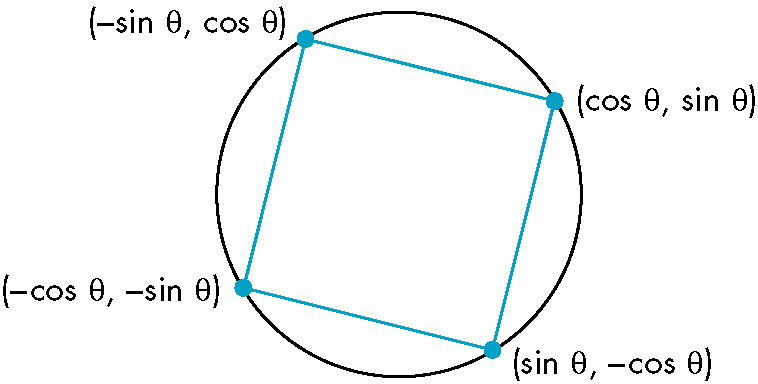 (–sin θ, cos θ)
(cos θ, sin θ)
(–cos θ, –sin θ)
(sin θ, –cos θ)